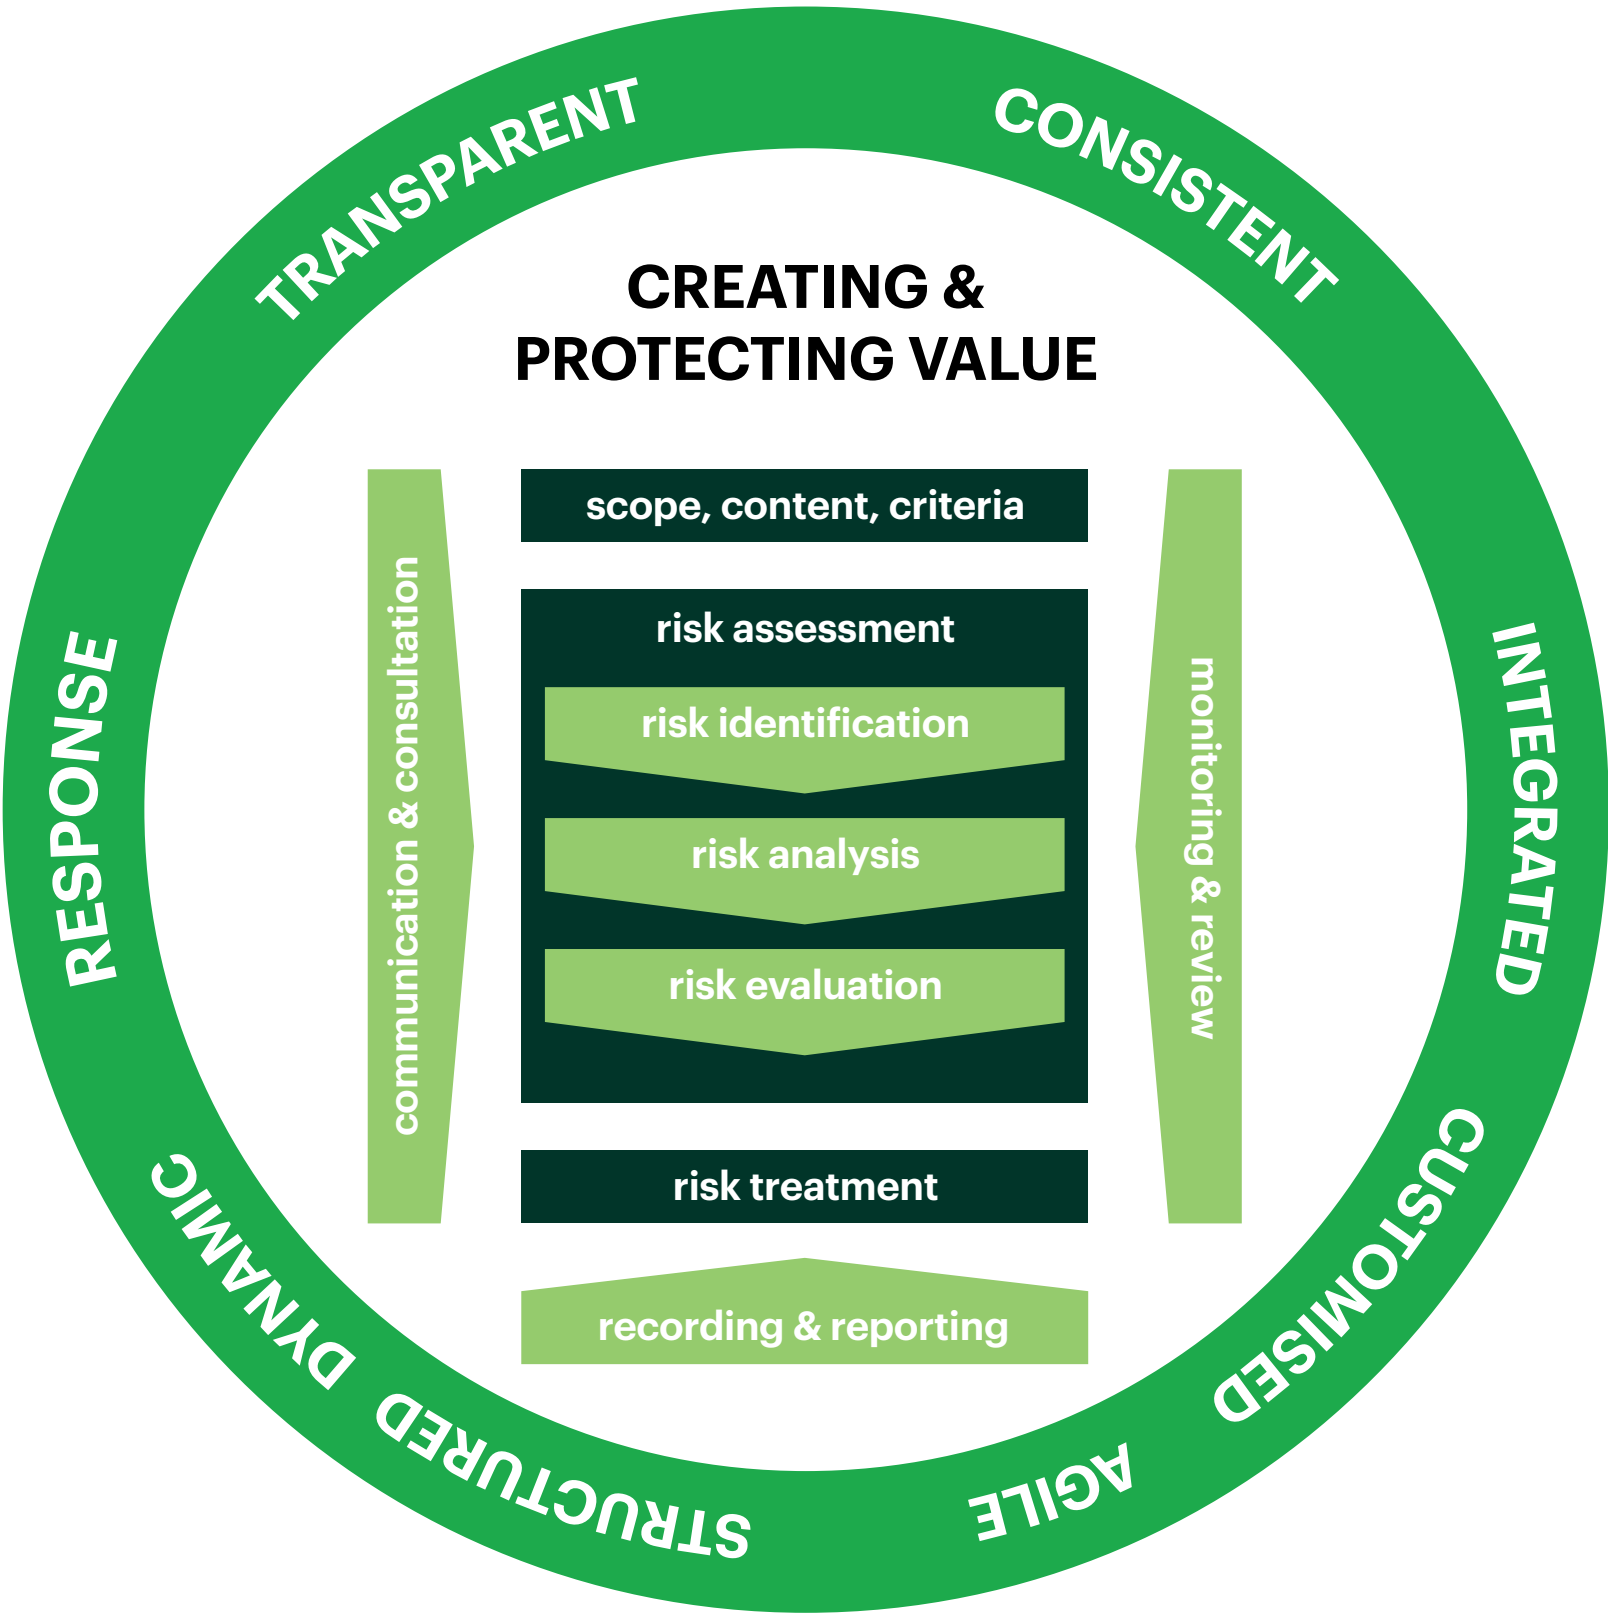 TRANSPARENT
CONSISTENT
INTEGRATED
CUSTOMISED
AGILE
STRUCTURED
DYNAMIC
RESPONSE
CREATING &
PROTECTING VALUE
communication & consultation
scope, content, criteria
risk assessment
risk identification
risk analysis
risk evaluation
risk treatment
recording & reporting
monitoring & review